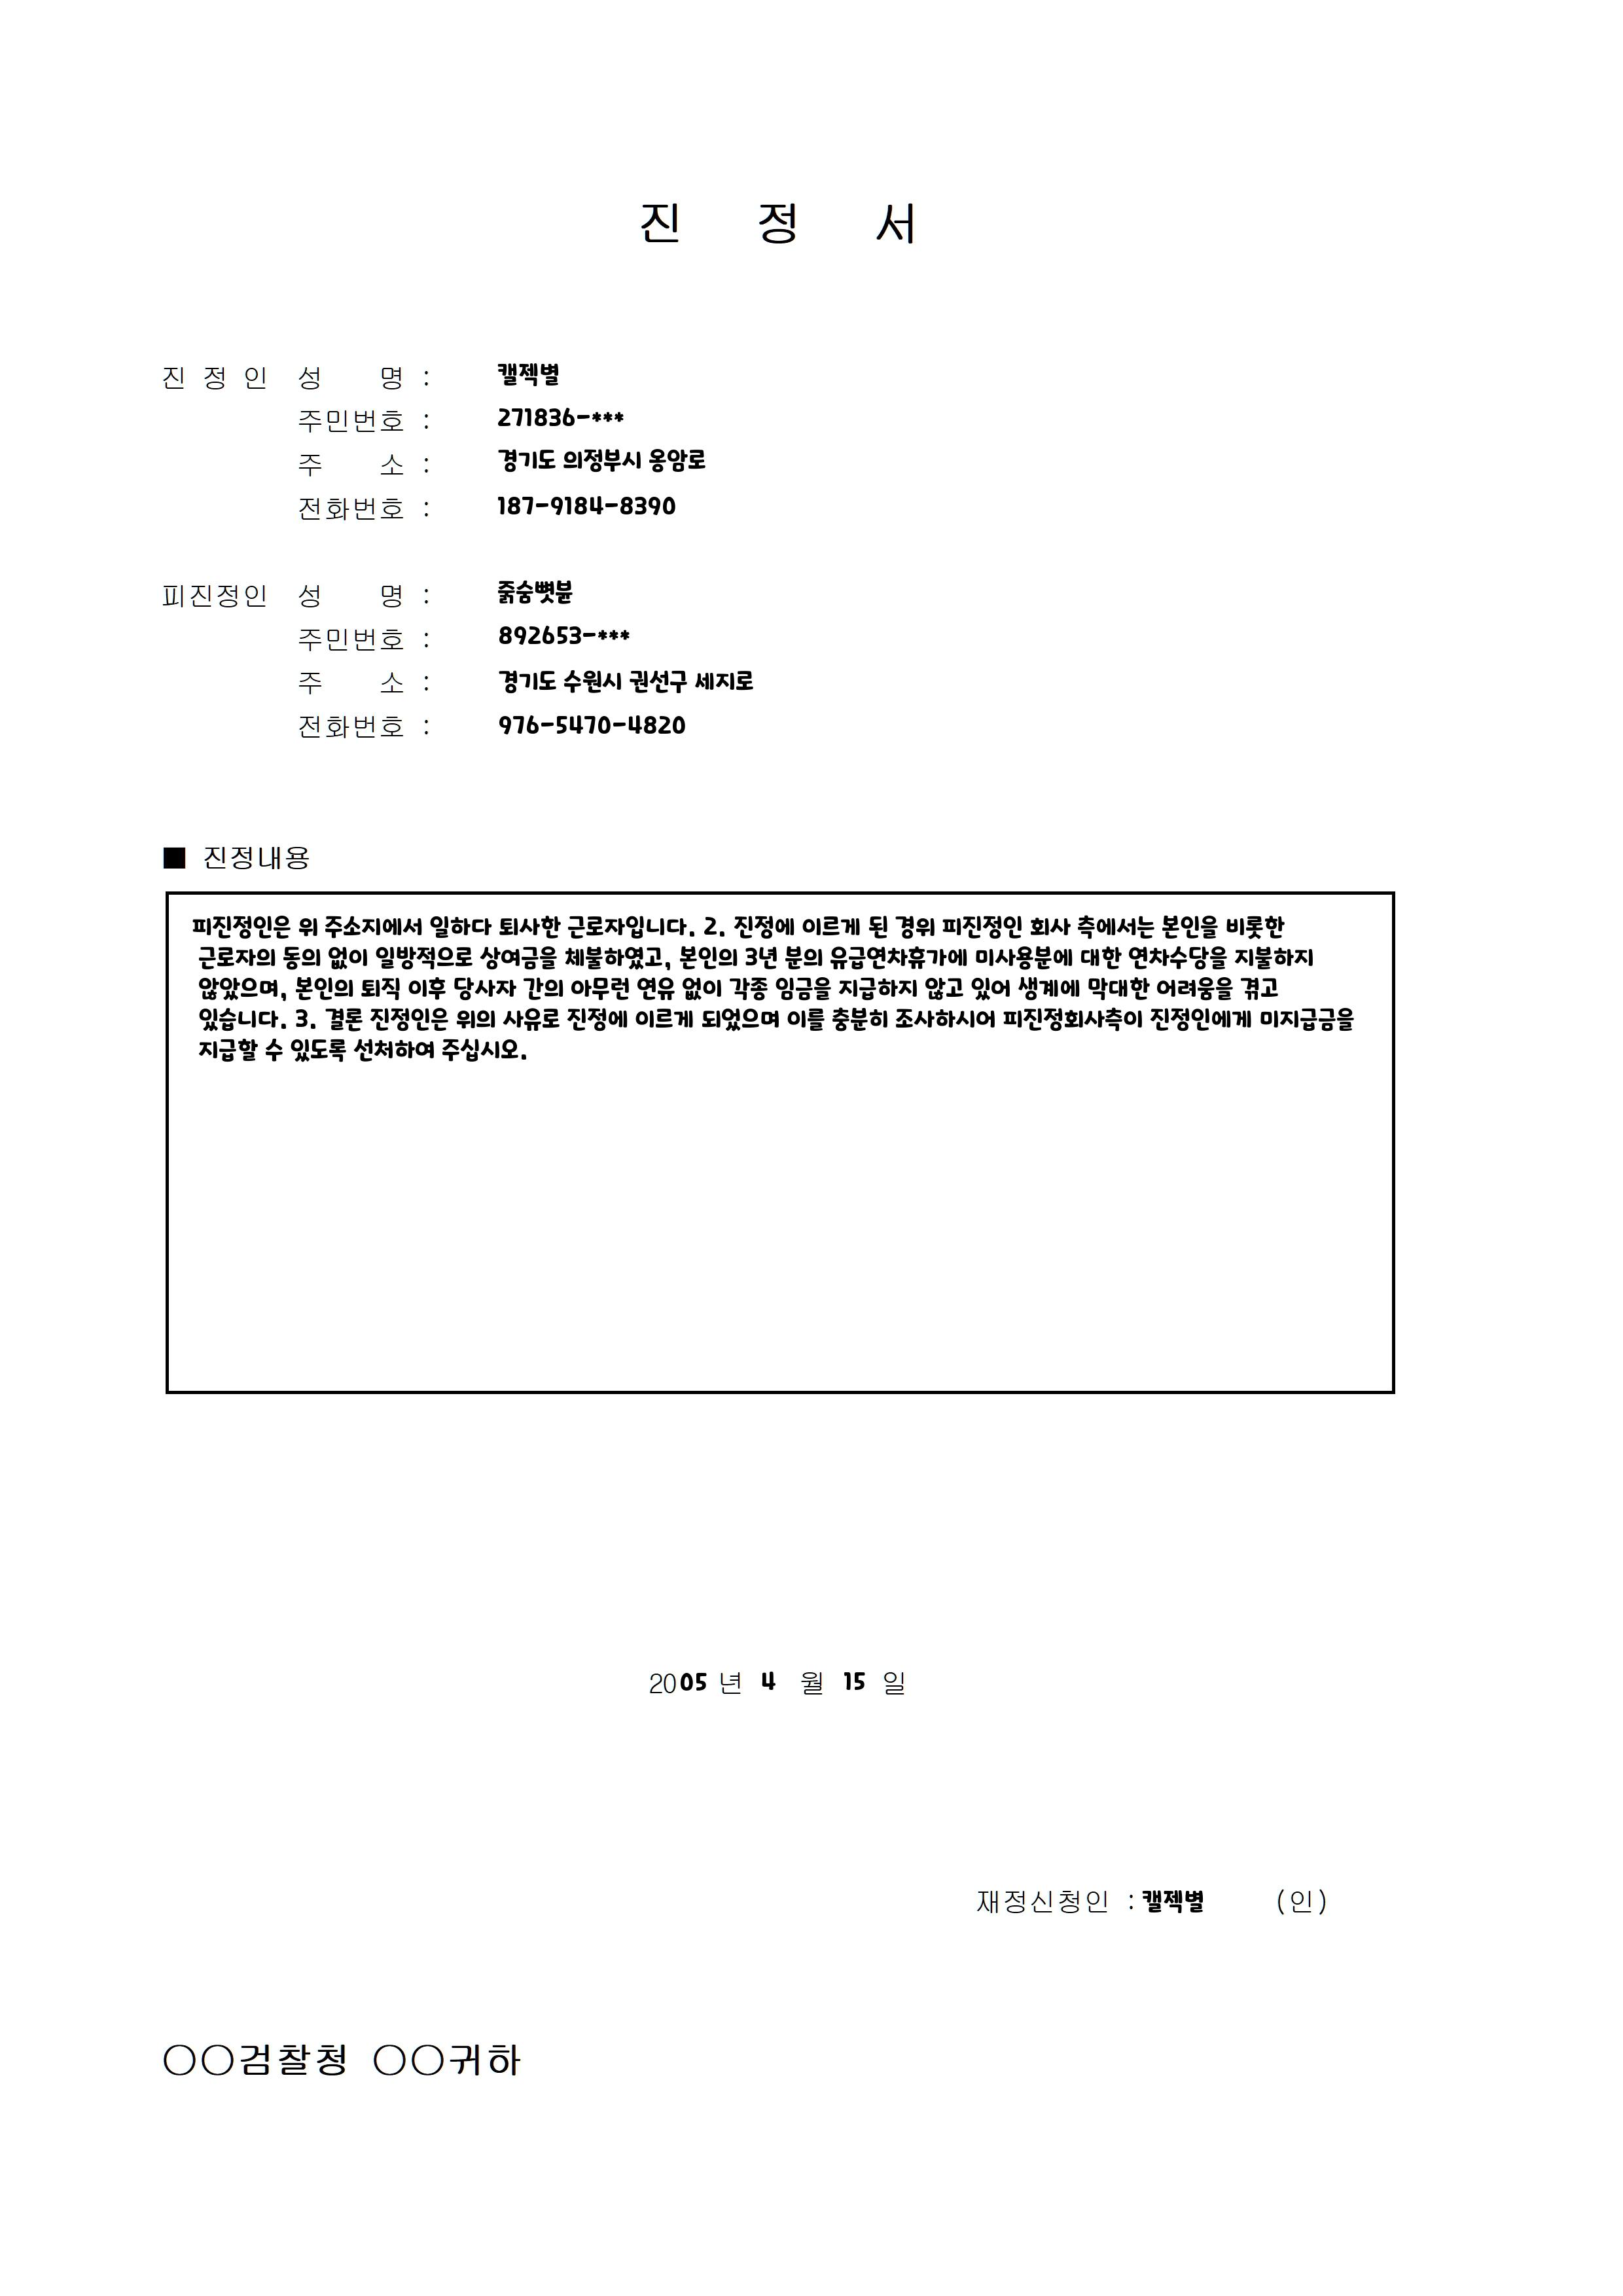 진 정 서
진 정 인 성 명 : 캘젝별
주민번호 : 271836-***
주 소 : 경기도 의정부시 옹암로
전화번호 : 187-9184-8390
피진정인 성 명 : 줅숭뼛뷷
주민번호 : 892653-***
주 소 : 경기도 수원시 권선구 세지로
전화번호 : 976-5470-4820
■ 진정내용
피진정인은 위 주소지에서 일하다 퇴사한 근로자입니다. 2. 진정에 이르게 된 경위 피진정인 회사 측에서는 본인을 비롯한
근로자의 동의 없이 일방적으로 상여금을 체불하였고, 본인의 3년 분의 유급연차휴가에 미사용분에 대한 연차수당을 지불하지
않았으며, 본인의 퇴직 이후 당사자 간의 아무런 연유 없이 각종 임금을 지급하지 않고 있어 생계에 막대한 어려움을 겪고
있습니다. 3. 결론 진정인은 위의 사유로 진정에 이르게 되었으며 이를 충분히 조사하시어 피진정회사측이 진정인에게 미지급금을
지급할 수 있도록 선처하여 주십시오.
2005 년 4 월 15 일
재정신청인 : 캘젝별 (인)
○○검찰청 ○○귀하